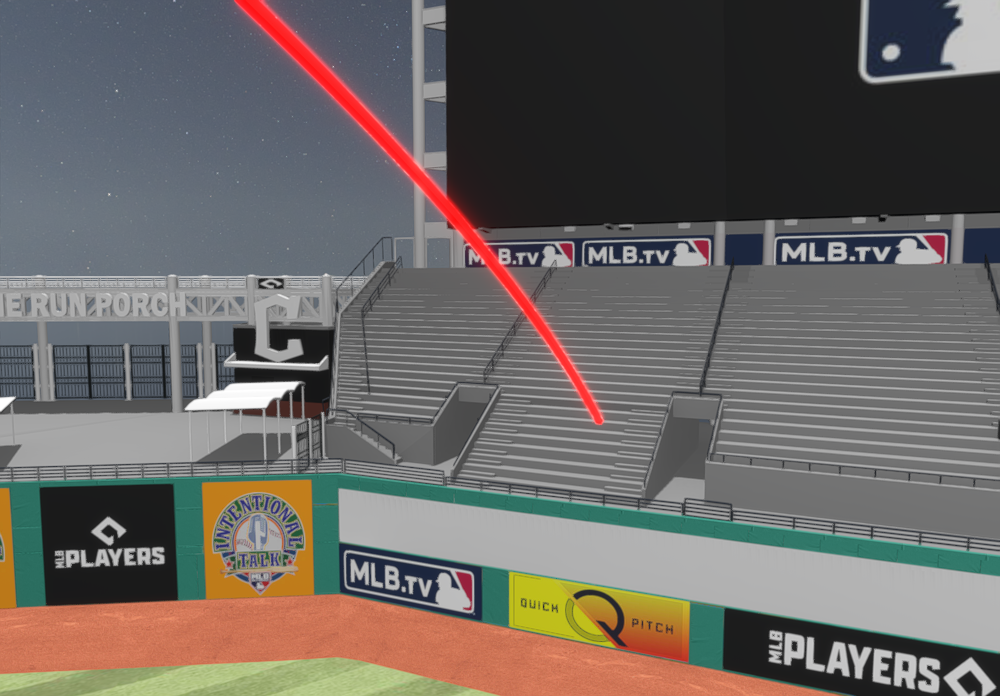 MLB.TV
MLB.TV
MLB.TV
E RUN PORCH
C
MLB PLAYERS
INTENTIONAL
TALK
MLB
MLB.TV
QUICK
PITCH
MLB PLAYERS